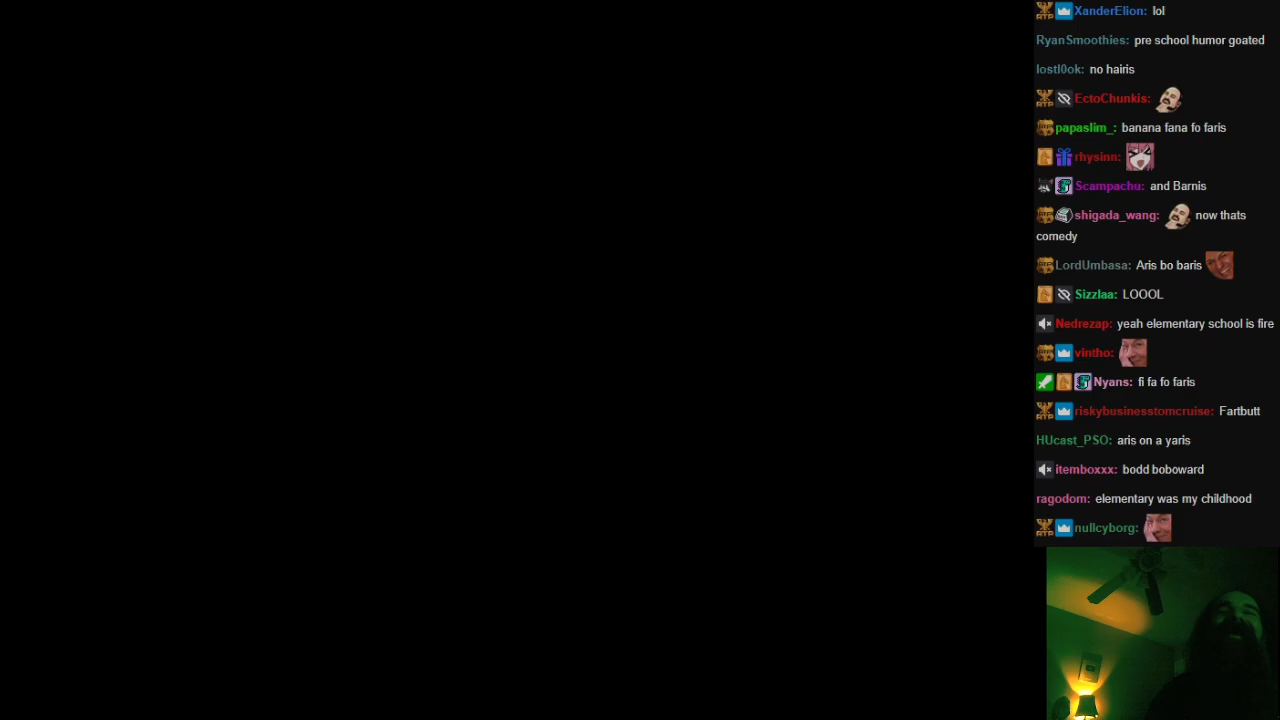 XanderElion: lol
RyanSmoothies: pre school humor goated
lostl0ok: no hairis
EctoChunkis:
papaslim_: banana fana fo faris
rhysinn:
Scampachu: and Barnis
shigada_wang: now thats
comedy
LordUmbasa: Aris bo baris
Sizzlaa: LOOOL
Nedrezap: yeah elementary school is fire
vintho:
Nyans: fi fa fo faris
riskybusinesstomcruise: Fartbutt
HUcast_PSO: aris on a yaris
itemboxxx: bodd boboward
ragodom: elementary was my childhood
nullcyborg: